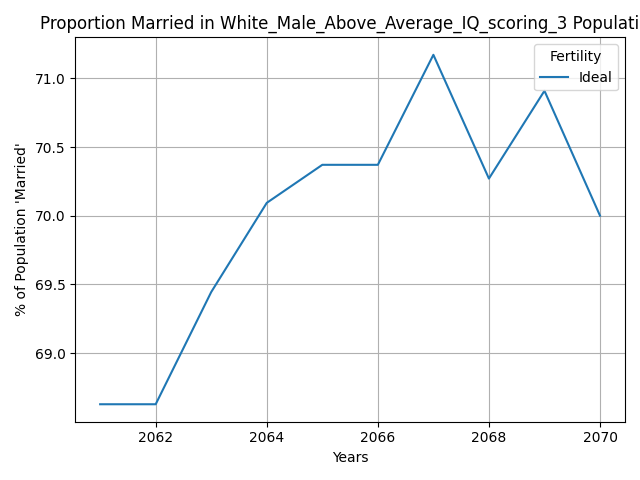 Proportion Married in White_Male_Above_Average_IQ_scoring_3 Populati
Fertility
Ideal
71.0
70.5
70.0
69.5
69.0
% of Population 'Married'
2062 2064 2066 2068 2070
Years